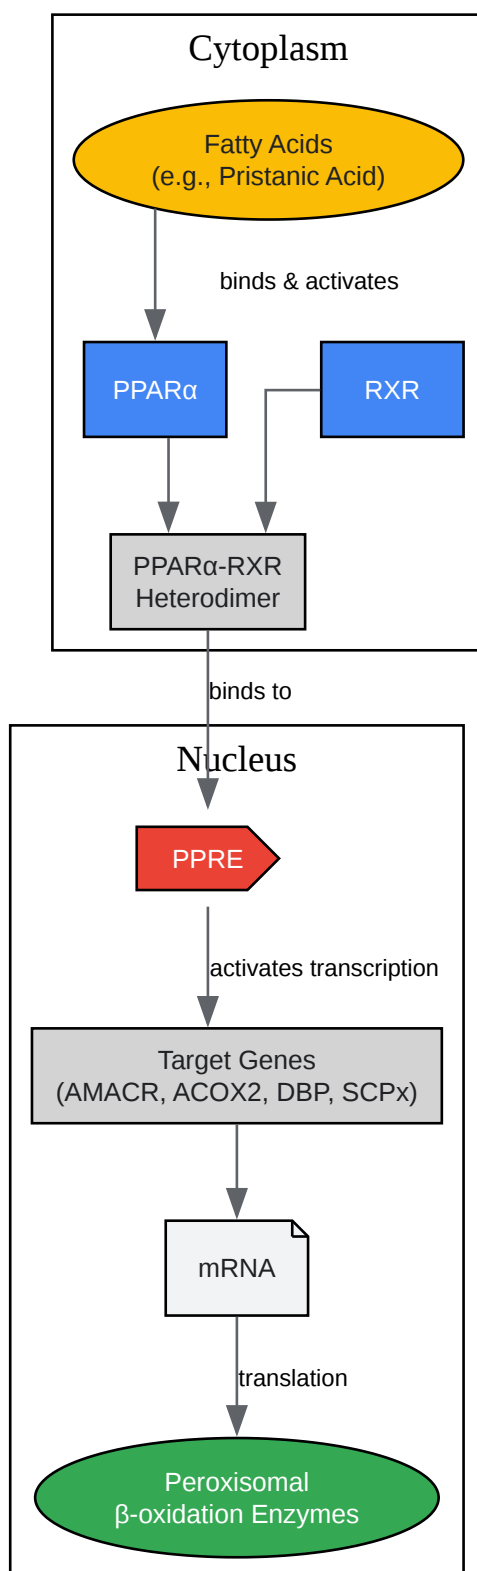 Cytoplasm
Fatty Acids
(e.g., Pristanic Acid)
binds & activates
PPARα
RXR
PPARα-RXR
Heterodimer
binds to
Nucleus
PPRE
activates transcription
Target Genes
(AMACR, ACOX2, DBP, SCPx)
mRNA
translation
Peroxisomal
β-oxidation Enzymes